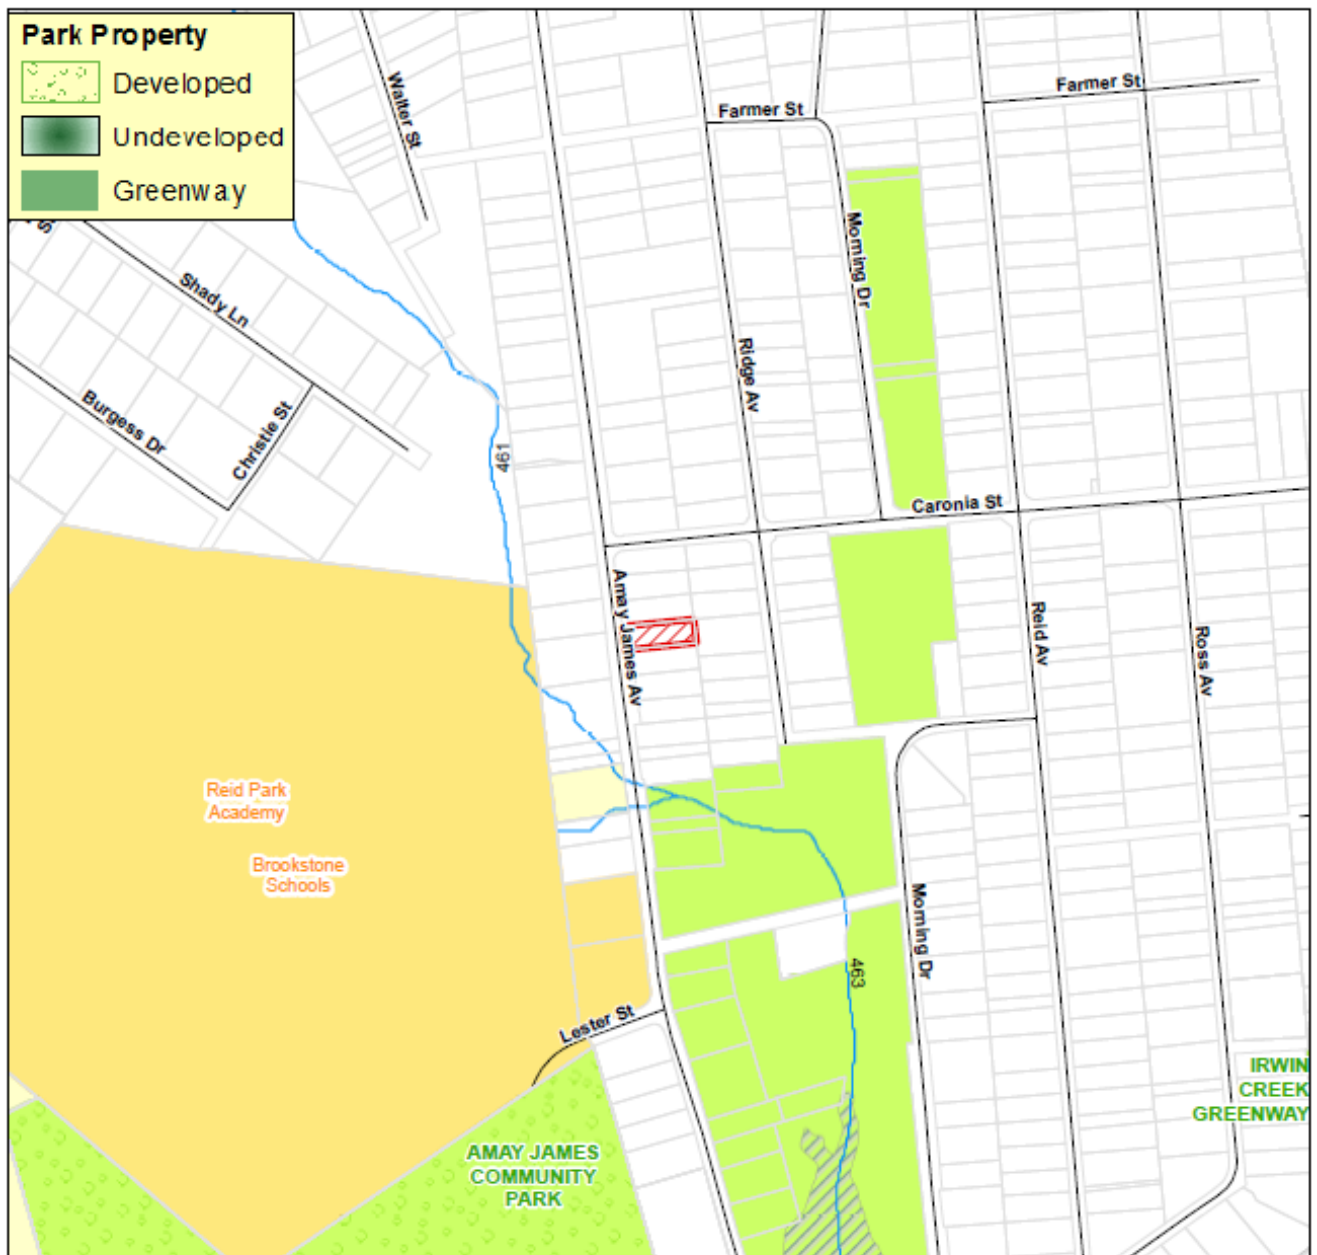 Park Property
Developed
Undeveloped
Greenway
Walter St
Farmer St
Farmer St
Morning Dr
Shady Ln
Ridge Av
Burgess Dr
Christie St
461
Caronia St
Amay James Av
Reid Av
Ross Av
Reid Park
Academy
Brookstone
Schools
Morning Dr
463
Lester St
IRWIN
CREEK
GREENWAY
AMAY JAMES
COMMUNITY
PARK